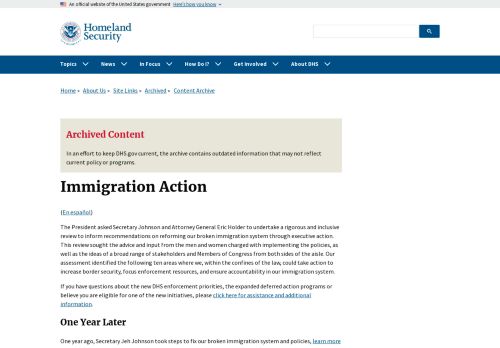 An official website of the United States government Here's how you know
Homeland
Security
Topics News In Focus How Do I? Get Involved About DHS
Home » About Us » Site Links » Archived » Content Archive
Archived Content
In an effort to keep DHS.gov current, the archive contains outdated information that may not reflect
current policy or programs.
Immigration Action
(En español)
The President asked Secretary Johnson and Attorney General Eric Holder to undertake a rigorous and inclusive
review to inform recommendations on reforming our broken immigration system through executive action.
This review sought the advice and input from the men and women charged with implementing the policies, as
well as the ideas of a broad range of stakeholders and Members of Congress from both sides of the aisle. Our
assessment identified the following ten areas where we, within the confines of the law, could take action to
increase border security, focus enforcement resources, and ensure accountability in our immigration system.
If you have questions about the new DHS enforcement priorities, the expanded deferred action programs or
believe you are eligible for one of the new initiatives, please click here for assistance and additional
information.
One Year Later
One year ago, Secretary Jeh Johnson took steps to fix our broken immigration system and policies, learn more